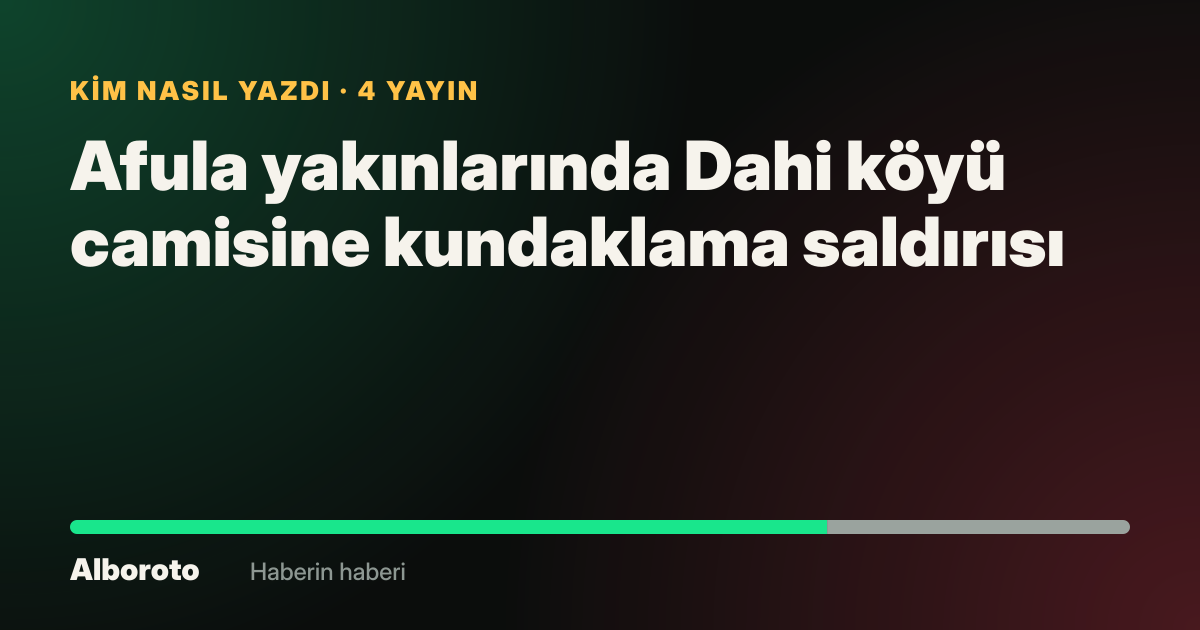 KİM NASIL YAZDI · 4 YAYIN
Afula yakınlarında Dahi köyü
camisine kundaklama saldırısı
Alboroto
Haberin haberi